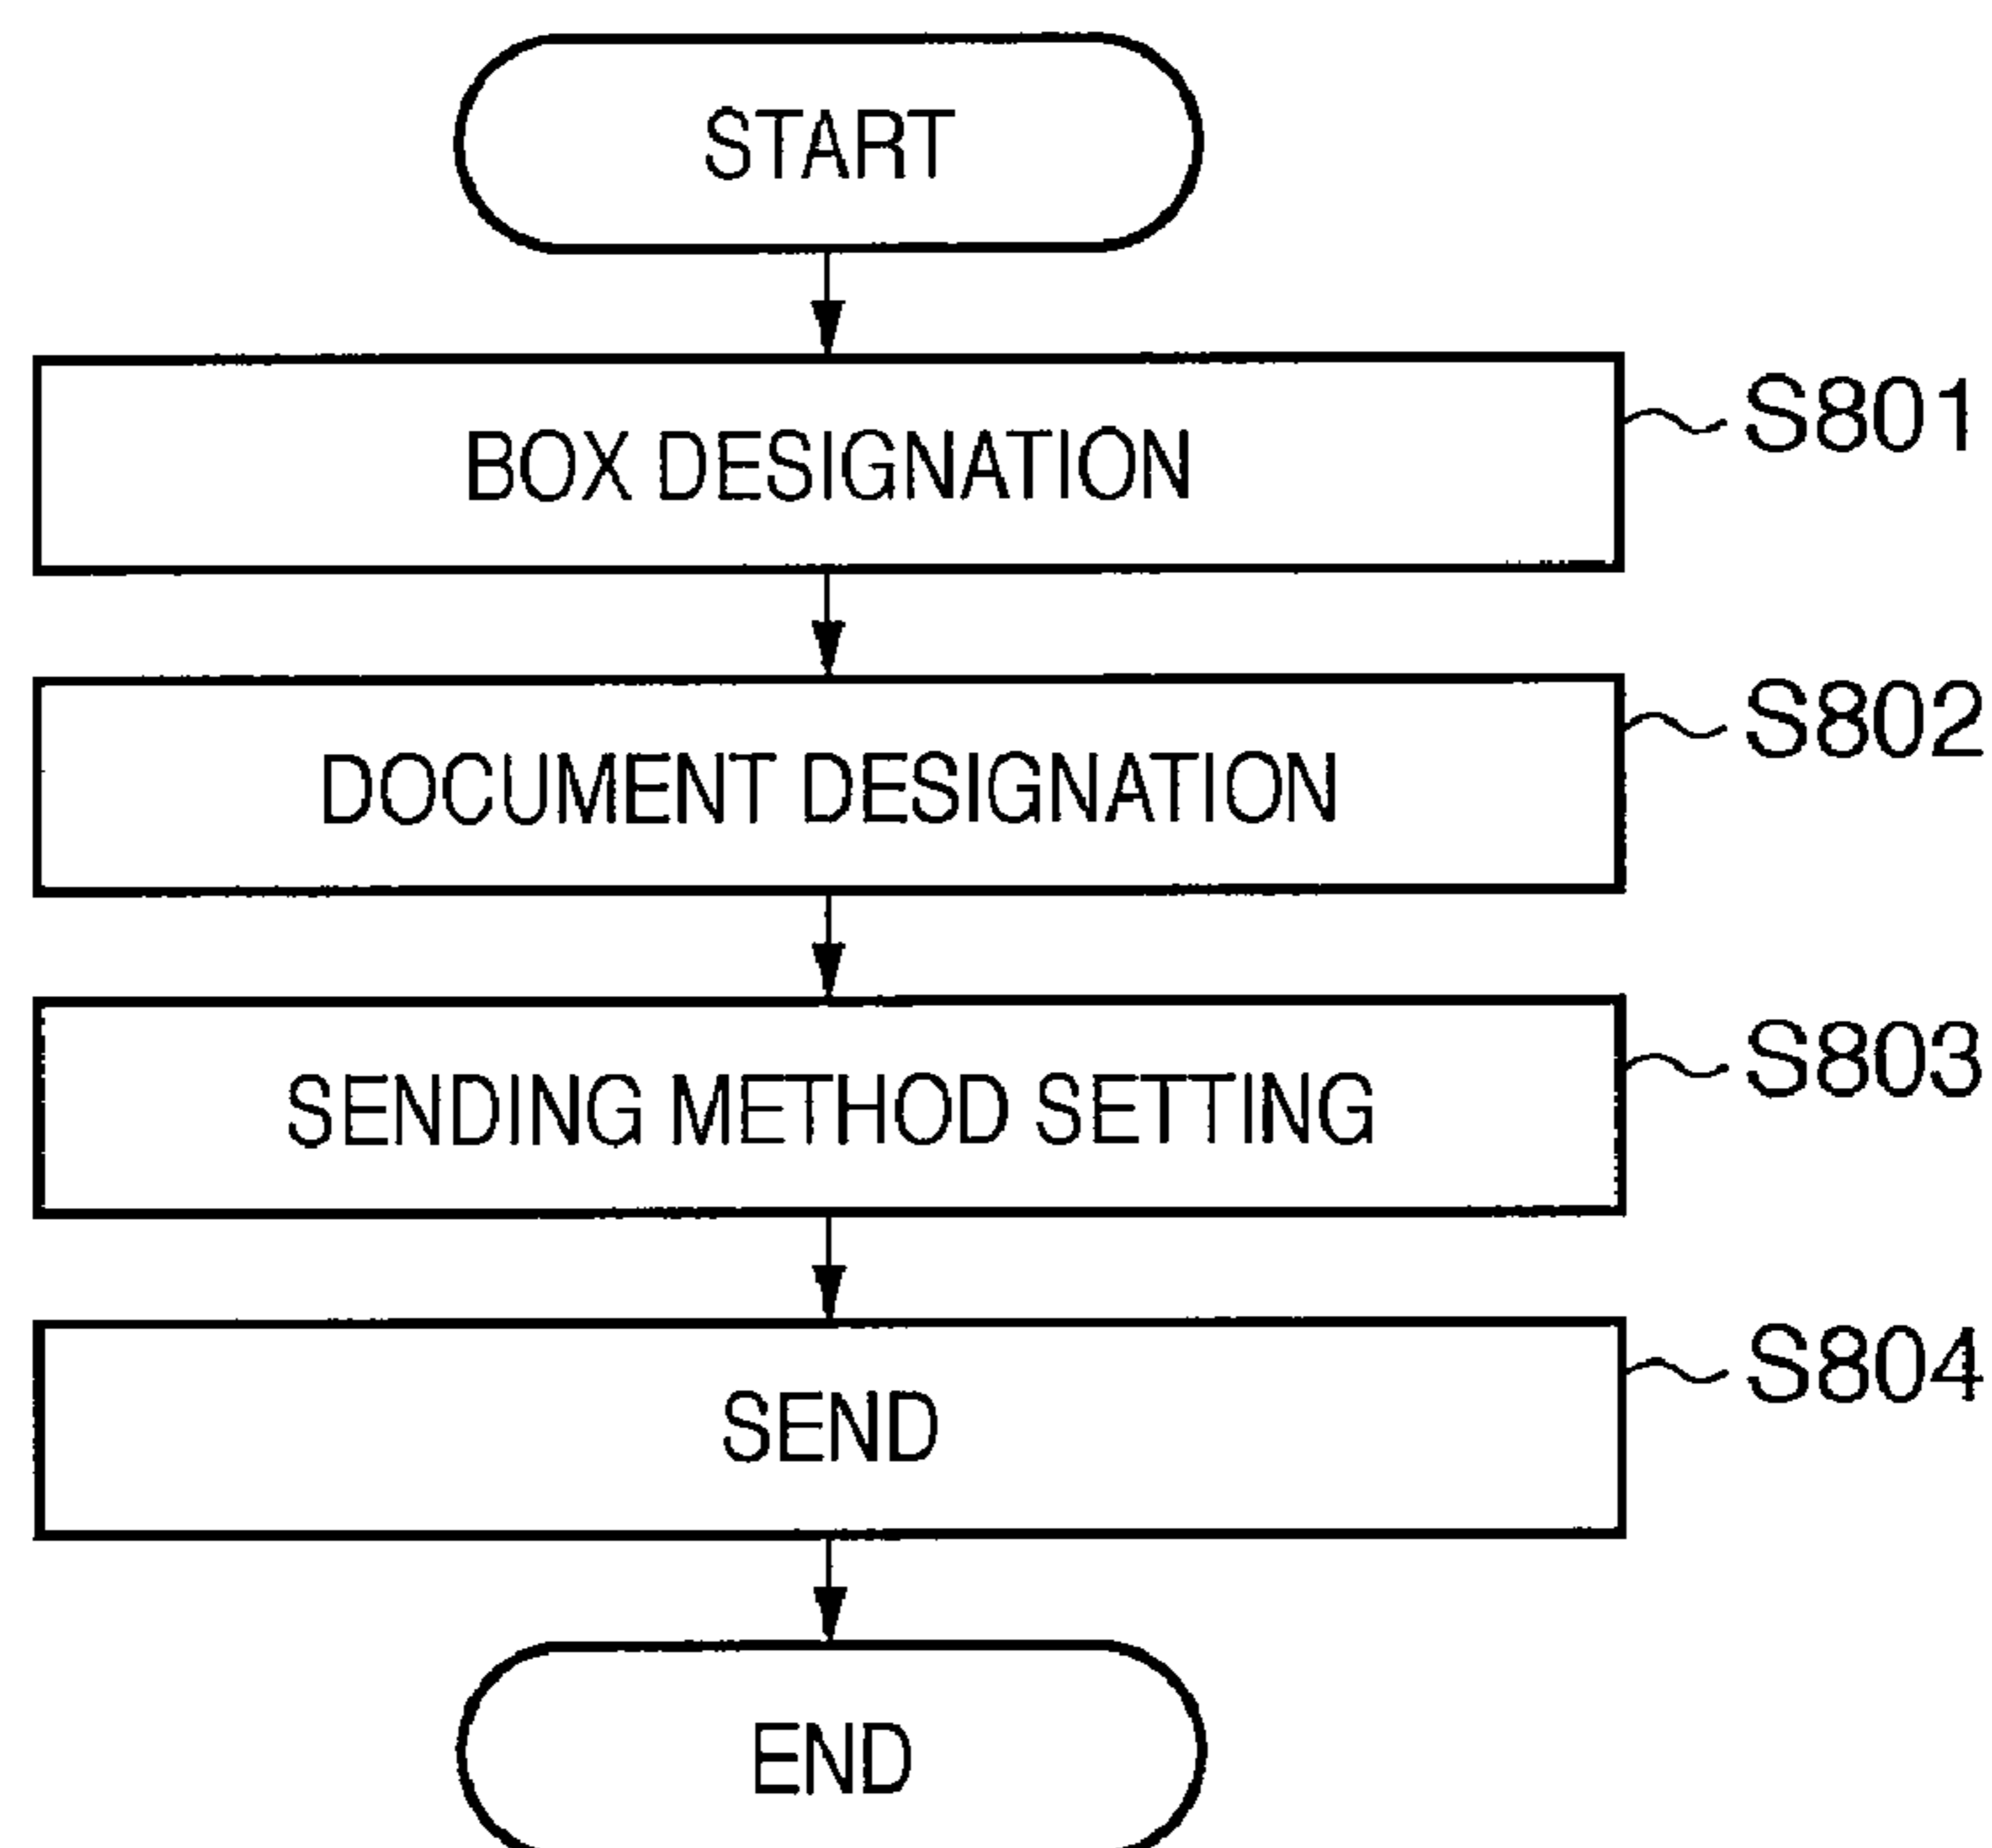 START
BOX DESIGNATION
S801
DOCUMENT DESIGNATION
S802
SENDING METHOD SETTING
S803
SEND
S804
END